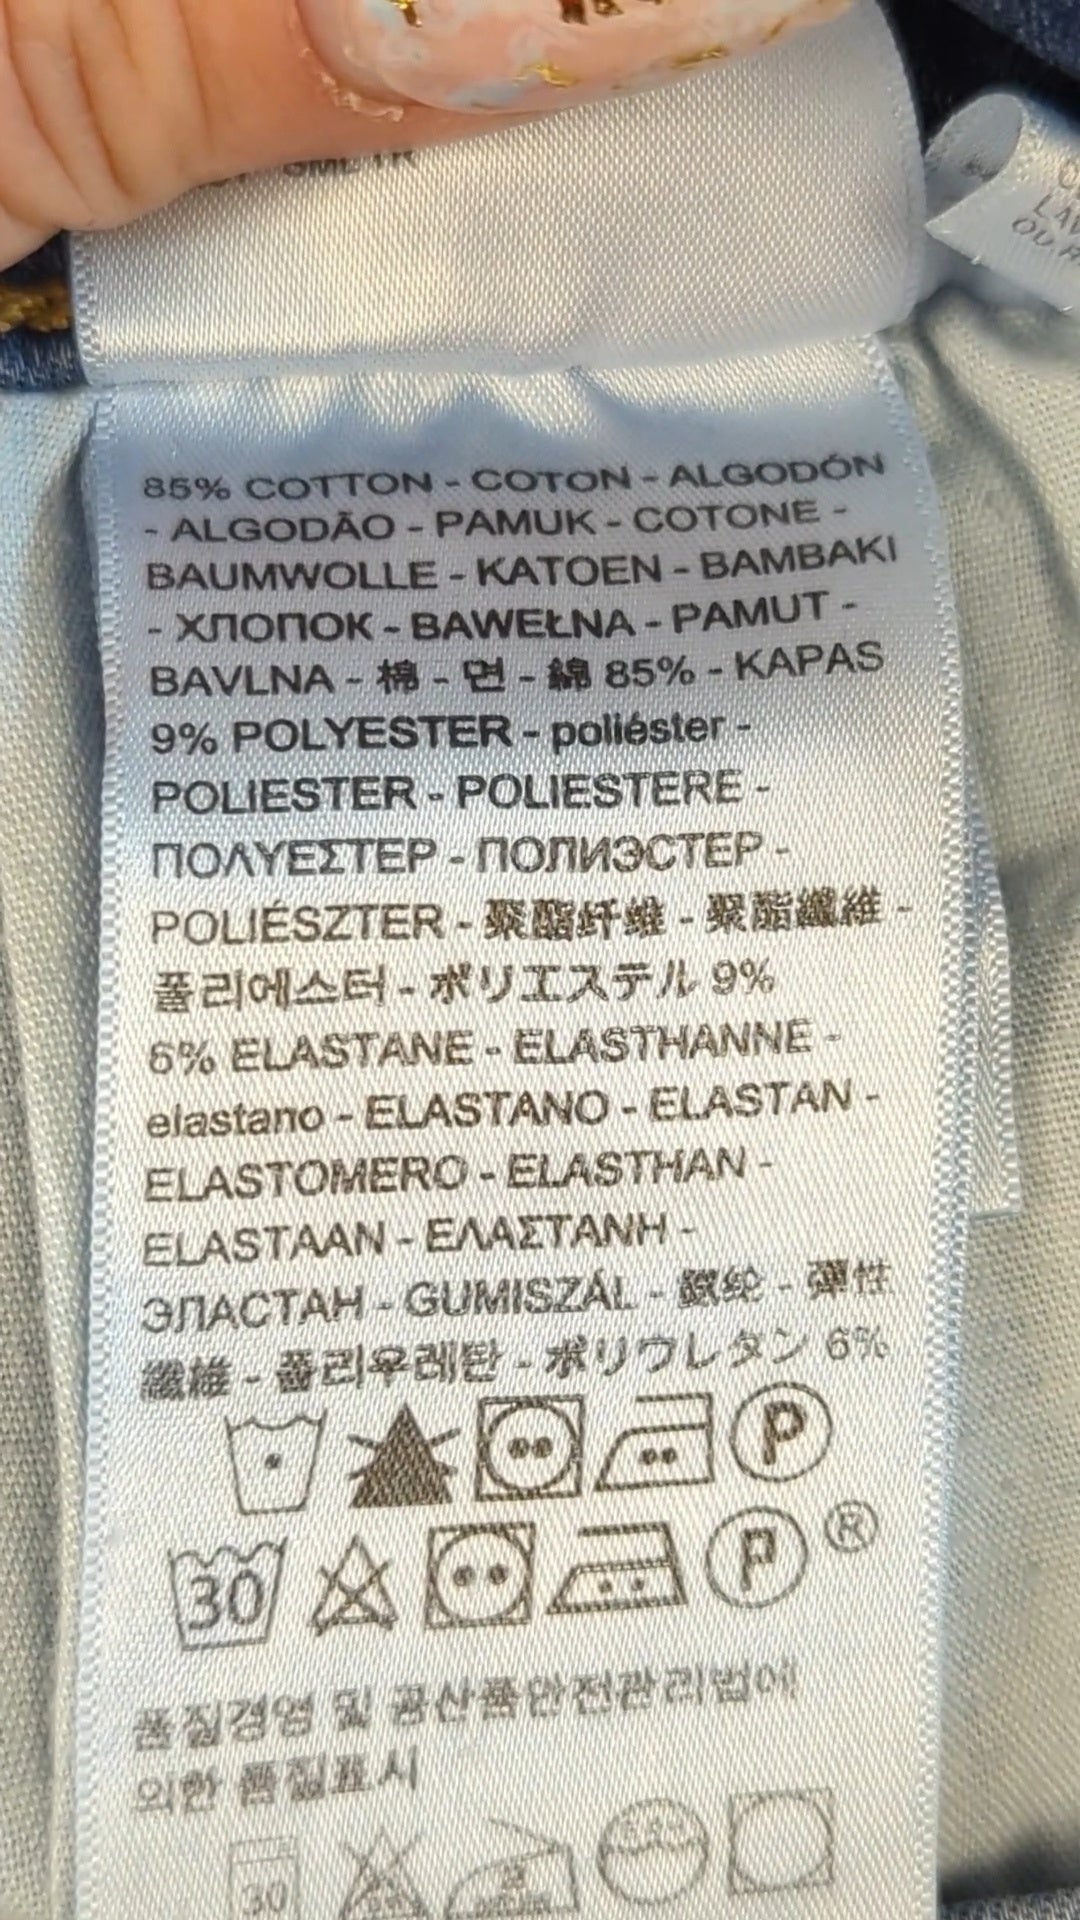 85% COTTON - COTON - ALGODÓN
- ALGODÃO - PAMUK - COTONE -
BAUMWOLLE - KATOEN - BAMBAKI
- ХЛОПОК - BAWEŁNA - PAMUT -
BAVLNA - 棉 - 면 - 綿 85% - KAPAS
9% POLYESTER - poliéster -
POLIESTER - POLIESTERE -
ΠΟΛΥΕΣΤΕΡ - ПОЛИЭСТЕР -
POLIÉSZTER - 聚酯纤维 - 聚酯纖維 -
폴리에스터 - ポリエステル 9%
6% ELASTANE - ELASTHANNE -
elastano - ELASTANO - ELASTAN -
ELASTOMERO - ELASTHAN -
ELASTAAN - ΕΛΑΣΤΑΝΗ -
ЭЛАСТАН - GUMISZÁL - 氨纶 - 彈性
纖維 - 폴리우레탄 - ポリウレタン 6%
P
30 P ®
품질경영 및 공산품안전관리법에
의한 품질표시
30
LAV
OU R